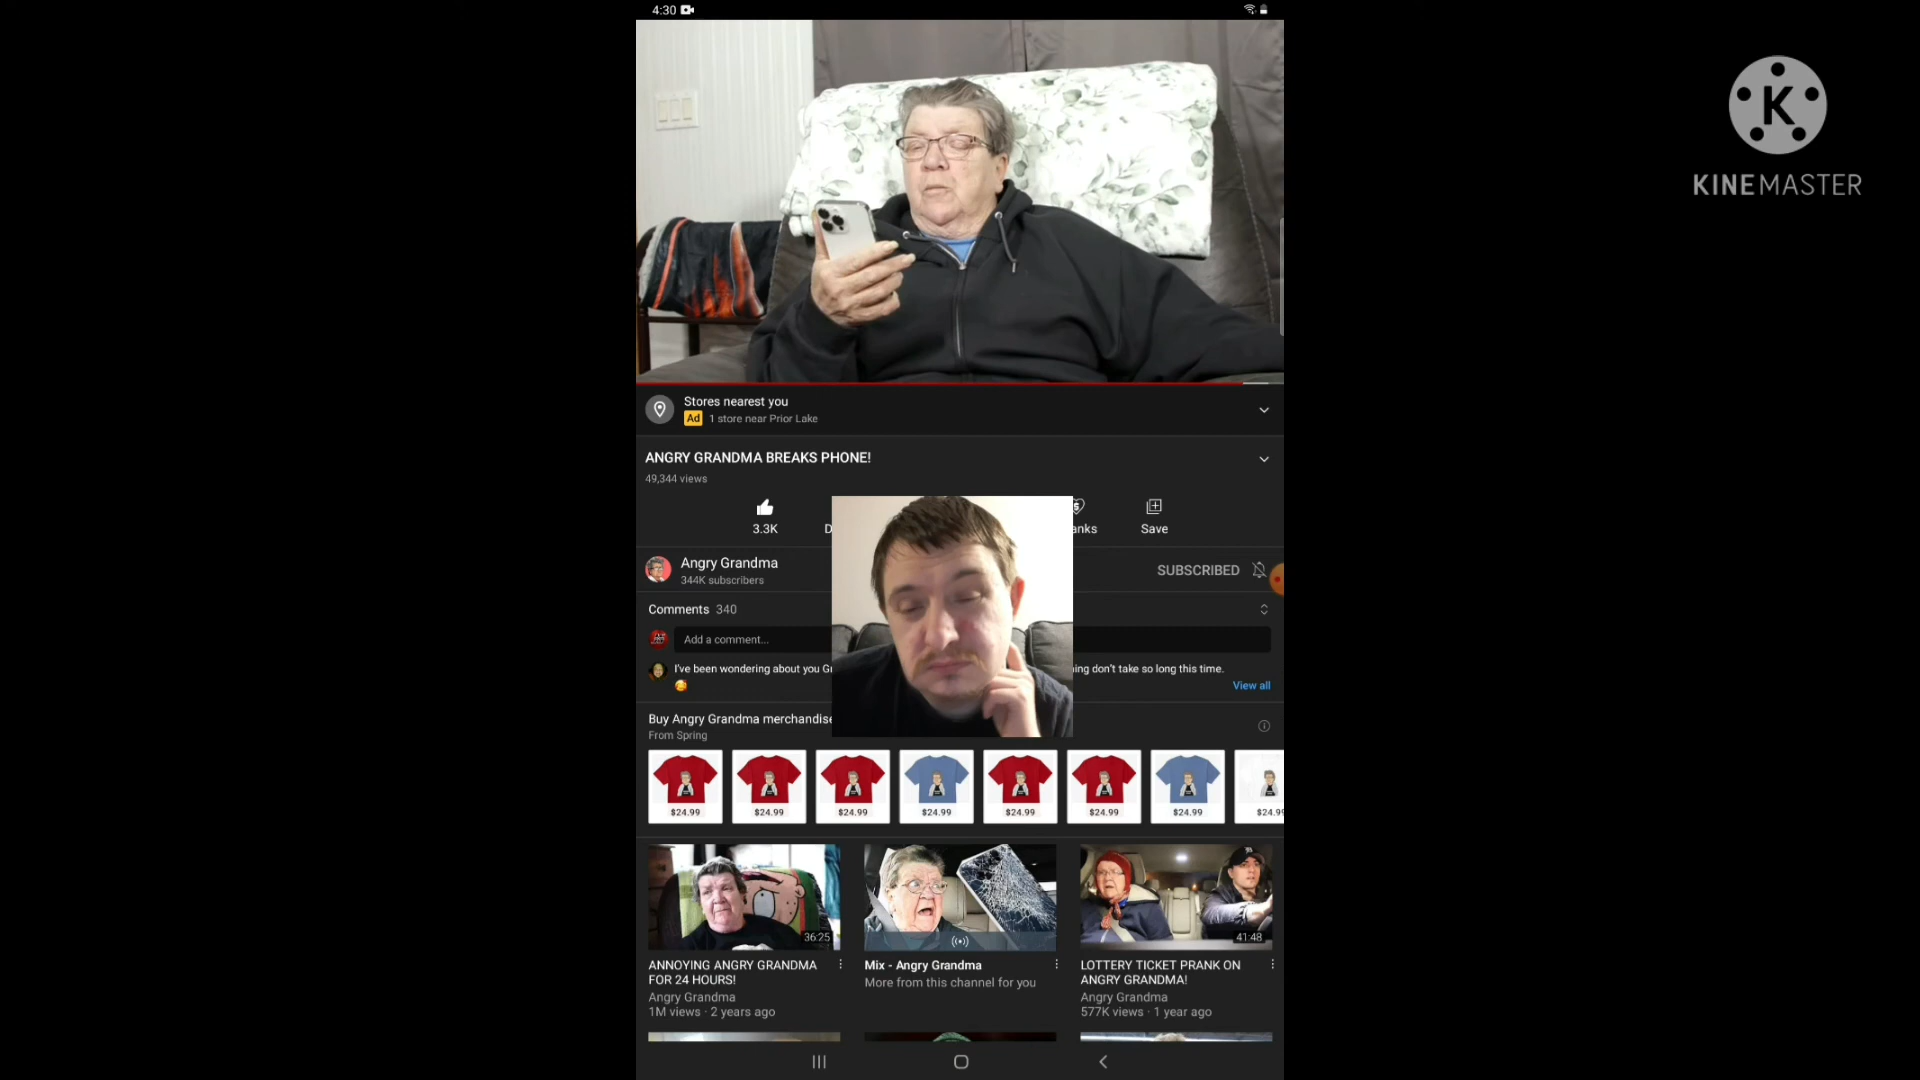 4:30
K
KINEMASTER
Stores nearest you
Ad 1 store near Prior Lake
ANGRY GRANDMA BREAKS PHONE!
49,344 views
3.3K
D
anks
Save
Angry Grandma
344K subscribers
SUBSCRIBED
Comments 340
Add a comment...
I've been wondering about you Gr
ing don't take so long this time.
🥰
View all
Buy Angry Grandma merchandise
From Spring
$24.99 $24.99 $24.99 $24.99 $24.99 $24.99 $24.99 $24.99
36:25
41:48
ANNOYING ANGRY GRANDMA
FOR 24 HOURS!
Angry Grandma
1M views · 2 years ago
Mix - Angry Grandma
More from this channel for you
LOTTERY TICKET PRANK ON
ANGRY GRANDMA!
Angry Grandma
577K views · 1 year ago